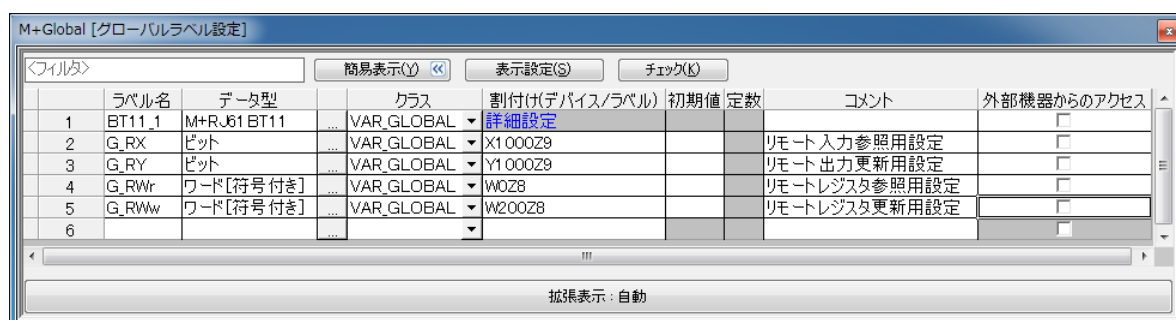 M+Global [グローバルラベル設定]
<フィルタ> 簡易表示(Y) 表示設定(S) チェック(K)
ラベル名 データ型 クラス 割付け(デバイス/ラベル) 初期値 定数 コメント 外部機器からのアクセス
1 BT11_1 M+RJ61BT11 ... VAR_GLOBAL 詳細設定
2 G_RX ビット ... VAR_GLOBAL X1000Z9 リモート入力参照用設定
3 G_RY ビット ... VAR_GLOBAL Y1000Z9 リモート出力更新用設定
4 G_RWr ワード[符号付き] ... VAR_GLOBAL W0Z8 リモートレジスタ参照用設定
5 G_RWw ワード[符号付き] ... VAR_GLOBAL W200Z8 リモートレジスタ更新用設定
6 ...
拡張表示:自動